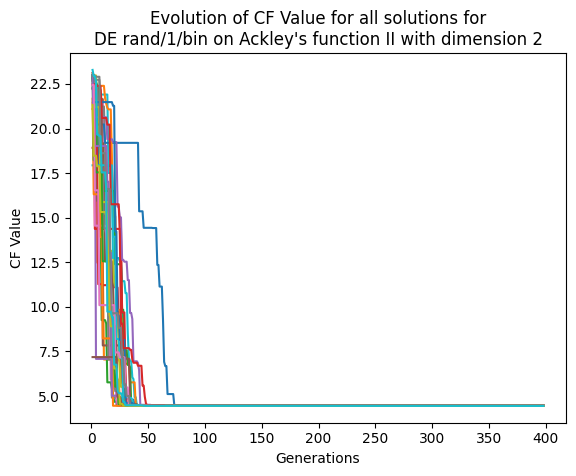 Evolution of CF Value for all solutions for
DE rand/1/bin on Ackley's function II with dimension 2
22.5
20.0
17.5
15.0
12.5
10.0
7.5
5.0
CF Value
0 50 100 150 200 250 300 350 400
Generations